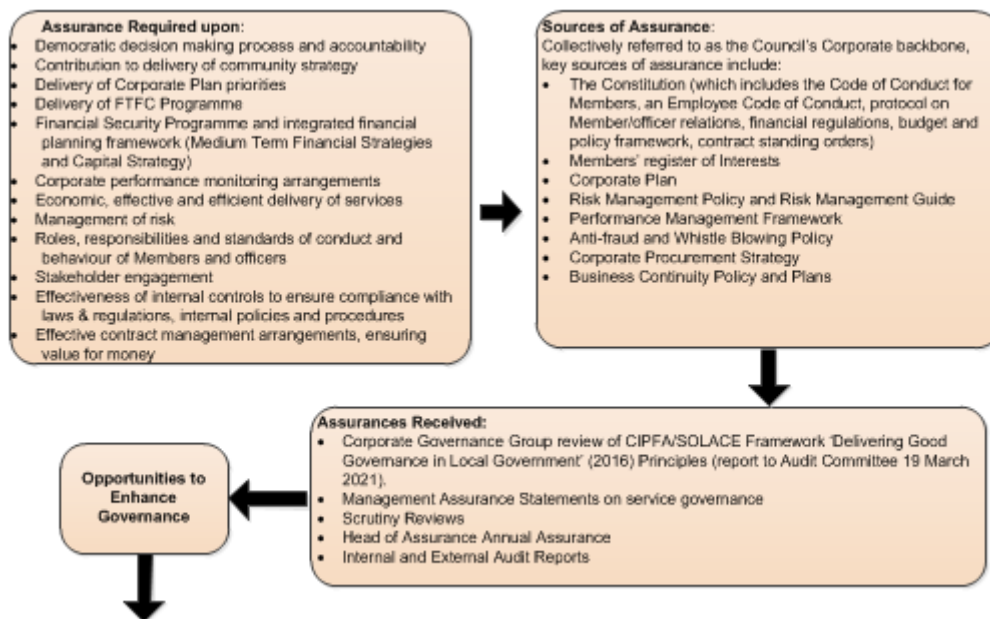 Assurance Required upon:
• Democratic decision making process and accountability
• Contribution to delivery of community strategy
• Delivery of Corporate Plan priorities
• Delivery of FTFC Programme
• Financial Security Programme and integrated financial
planning framework (Medium Term Financial Strategies
and Capital Strategy)
• Corporate performance monitoring arrangements
• Economic, effective and efficient delivery of services
• Management of risk
• Roles, responsibilities and standards of conduct and
behaviour of Members and officers
• Stakeholder engagement
• Effectiveness of internal controls to ensure compliance with
laws & regulations, internal policies and procedures
• Effective contract management arrangements, ensuring
value for money
Sources of Assurance:
Collectively referred to as the Council's Corporate backbone,
key sources of assurance include:
• The Constitution (which includes the Code of Conduct for
Members, an Employee Code of Conduct, protocol on
Member/officer relations, financial regulations, budget and
policy framework, contract standing orders)
• Members' register of Interests
• Corporate Plan
• Risk Management Policy and Risk Management Guide
• Performance Management Framework
• Anti-fraud and Whistle Blowing Policy
• Corporate Procurement Strategy
• Business Continuity Policy and Plans
Assurances Received:
• Corporate Governance Group review of CIPFA/SOLACE Framework 'Delivering Good
Governance in Local Government' (2016) Principles (report to Audit Committee 19 March
2021).
• Management Assurance Statements on service governance
• Scrutiny Reviews
• Head of Assurance Annual Assurance
• Internal and External Audit Reports
Opportunities to
Enhance
Governance